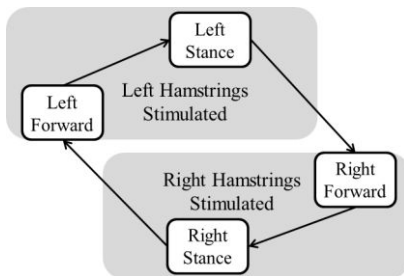 Left
Stance
Left
Forward
Left Hamstrings
Stimulated
Right Hamstrings
Stimulated
Right
Forward
Right
Stance